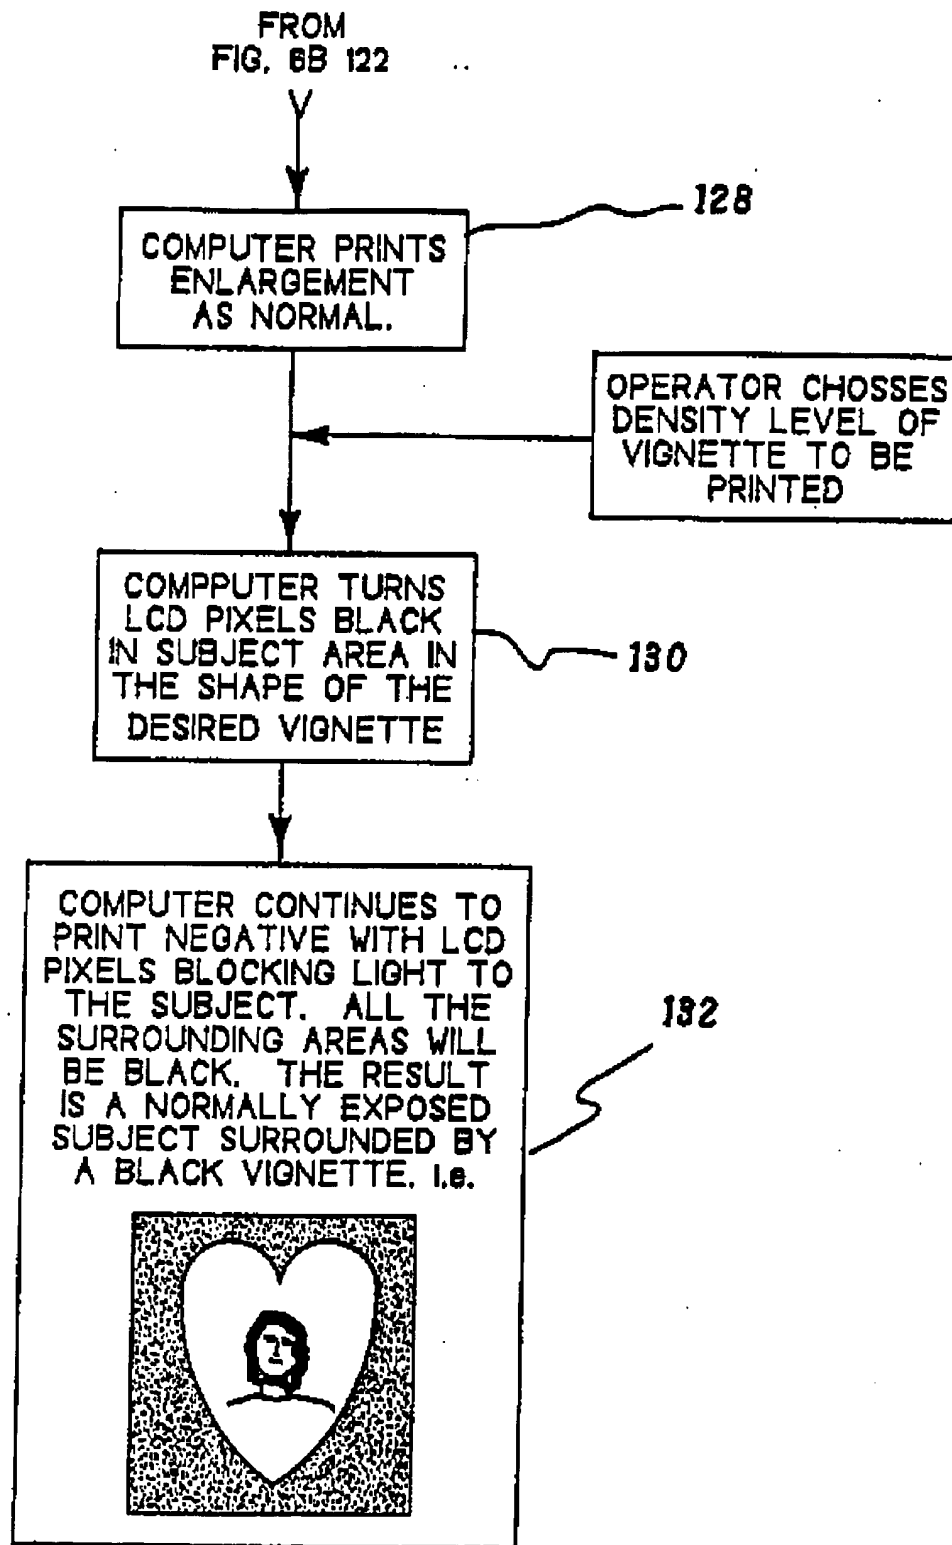 FROM
FIG. 6B 122
128
COMPUTER PRINTS
ENLARGEMENT
AS NORMAL.
OPERATOR CHOSSES
DENSITY LEVEL OF
VIGNETTE TO BE
PRINTED
COMPPUTER TURNS
LCD PIXELS BLACK
IN SUBJECT AREA IN
THE SHAPE OF THE
DESIRED VIGNETTE
130
COMPUTER CONTINUES TO
PRINT NEGATIVE WITH LCD
PIXELS BLOCKING LIGHT TO
THE SUBJECT. ALL THE
SURROUNDING AREAS WILL
BE BLACK. THE RESULT
IS A NORMALLY EXPOSED
SUBJECT SURROUNDED BY
A BLACK VIGNETTE. i.e.
132